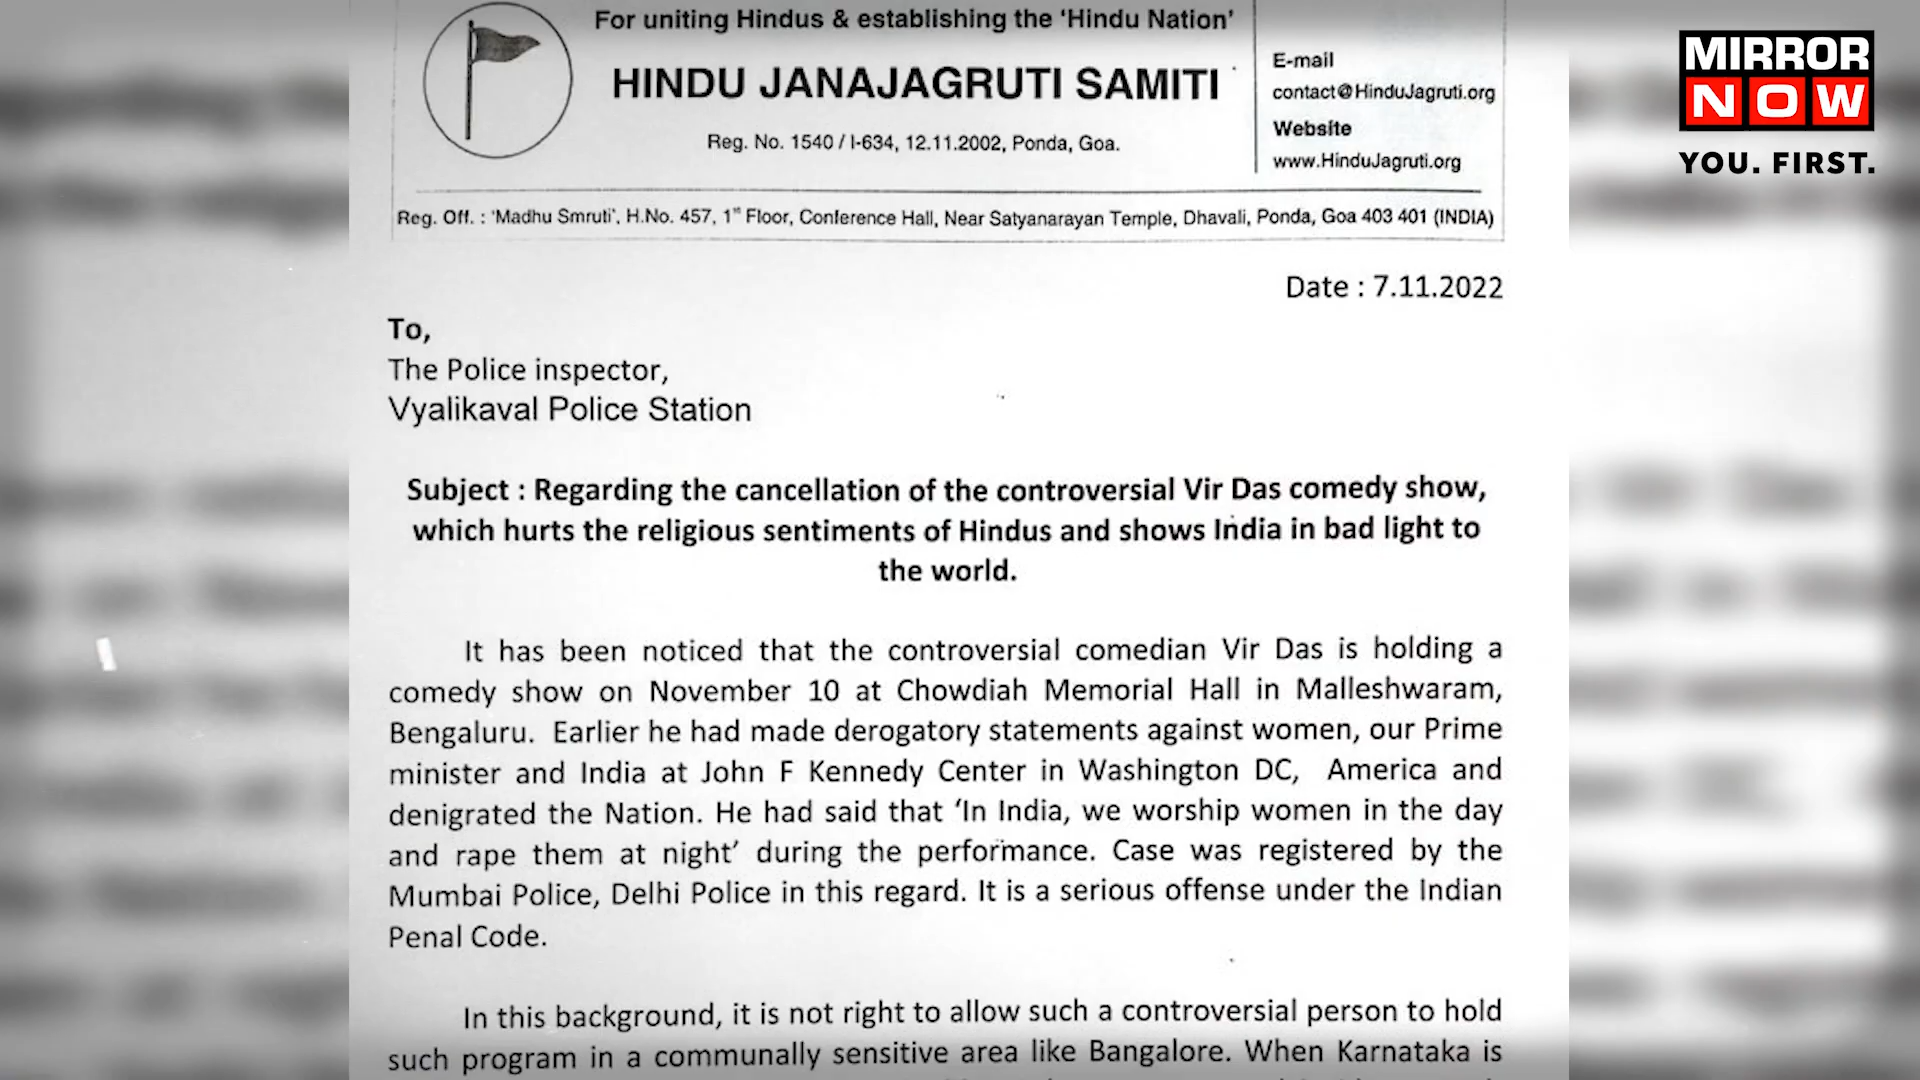 For uniting Hindus & establishing the ‘Hindu Nation’
HINDU JANAJAGRUTI SAMITI
Reg. No. 1540 / I-634, 12.11.2002, Ponda, Goa.
E-mail
contact@HinduJagruti.org
Website
www.HinduJagruti.org
Reg. Off. : ‘Madhu Smruti’, H.No. 457, 1st Floor, Conference Hall, Near Satyanarayan Temple, Dhavali, Ponda, Goa 403 401 (INDIA)
MIRROR
NOW
YOU. FIRST.
Date : 7.11.2022
To,
The Police inspector,
Vyalikaval Police Station
Subject : Regarding the cancellation of the controversial Vir Das comedy show,
which hurts the religious sentiments of Hindus and shows India in bad light to
the world.
It has been noticed that the controversial comedian Vir Das is holding a
comedy show on November 10 at Chowdiah Memorial Hall in Malleshwaram,
Bengaluru. Earlier he had made derogatory statements against women, our Prime
minister and India at John F Kennedy Center in Washington DC, America and
denigrated the Nation. He had said that ‘In India, we worship women in the day
and rape them at night’ during the performance. Case was registered by the
Mumbai Police, Delhi Police in this regard. It is a serious offense under the Indian
Penal Code.
In this background, it is not right to allow such a controversial person to hold
such program in a communally sensitive area like Bangalore. When Karnataka is